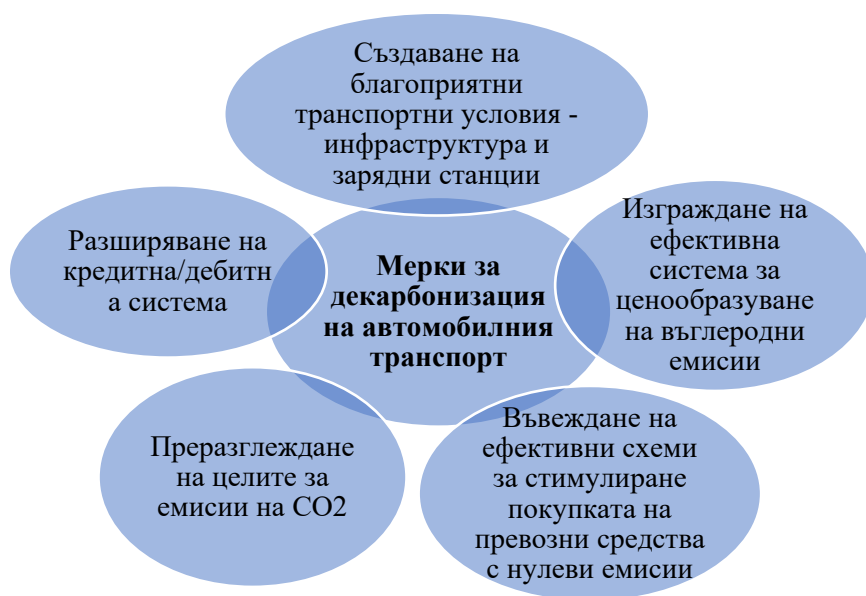 Създаване на
благоприятни
транспортни условия -
инфраструктура и
зарядни станции
Изграждане на
ефективна
система за
ценообразуване
на въглеродни
емисии
Разширяване на
кредитна/дебитн
а система
Мерки за
декарбонизация
на автомобилния
транспорт
Преразглеждане
на целите за
емисии на CO2
Въвеждане на
ефективни схеми
за стимулиране
покупката на
превозни средства
с нулеви емисии